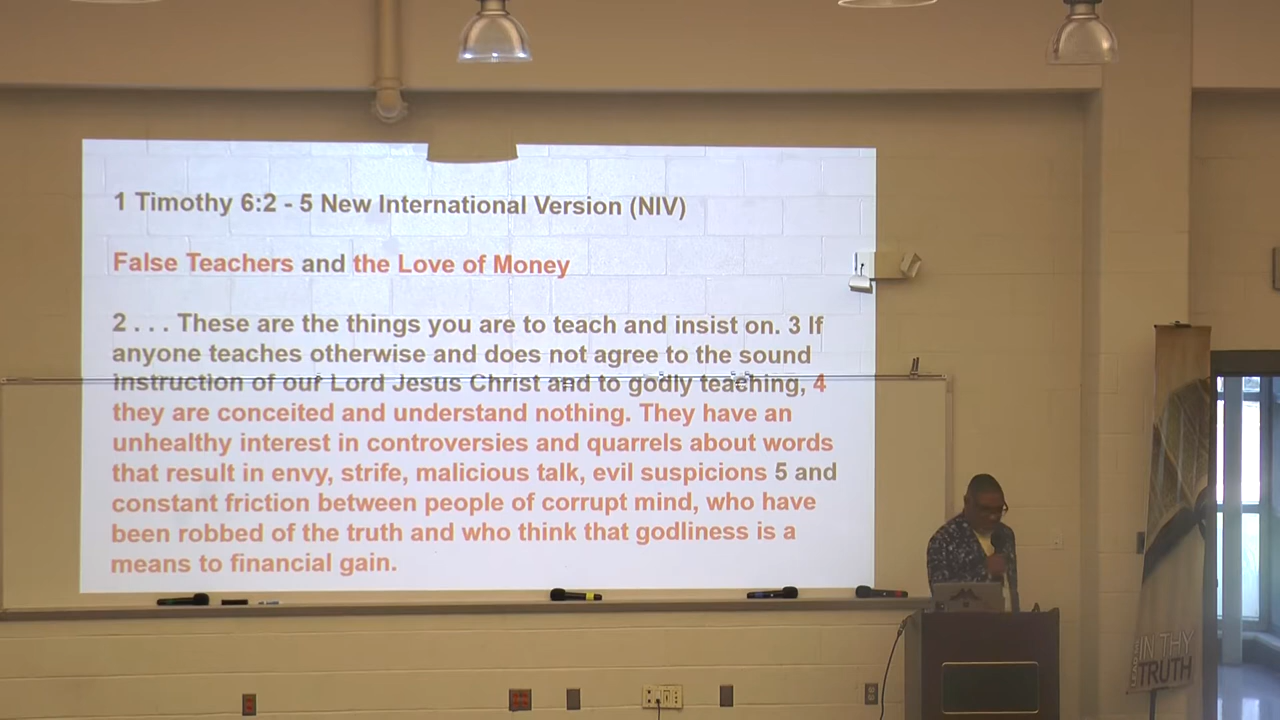 1 Timothy 6:2 - 5 New International Version (NIV)
False Teachers and the Love of Money
2 . . . These are the things you are to teach and insist on. 3 If
anyone teaches otherwise and does not agree to the sound
instruction of our Lord Jesus Christ and to godly teaching, 4
they are conceited and understand nothing. They have an
unhealthy interest in controversies and quarrels about words
that result in envy, strife, malicious talk, evil suspicions 5 and
constant friction between people of corrupt mind, who have
been robbed of the truth and who think that godliness is a
means to financial gain.
IN THY
TRUTH